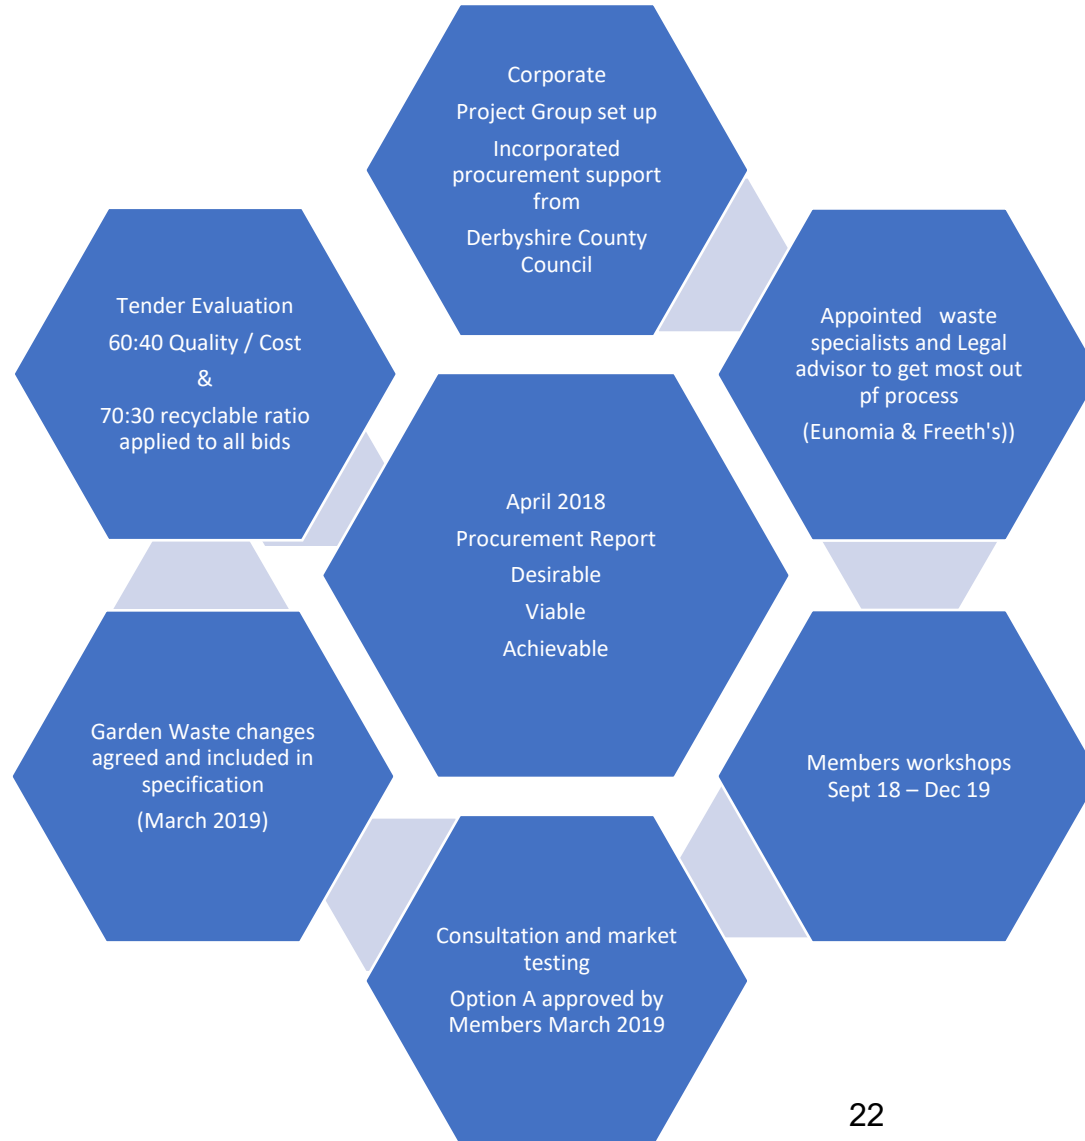 Corporate
Project Group set up
Incorporated
procurement support
from
Derbyshire County
Council
Appointed waste
specialists and Legal
advisor to get most out
pf process
(Eunomia & Freeth's))
Members workshops
Sept 18 – Dec 19
Consultation and market
testing
Option A approved by
Members March 2019
Garden Waste changes
agreed and included in
specification
(March 2019)
Tender Evaluation
60:40 Quality / Cost
&
70:30 recyclable ratio
applied to all bids
April 2018
Procurement Report
Desirable
Viable
Achievable
22